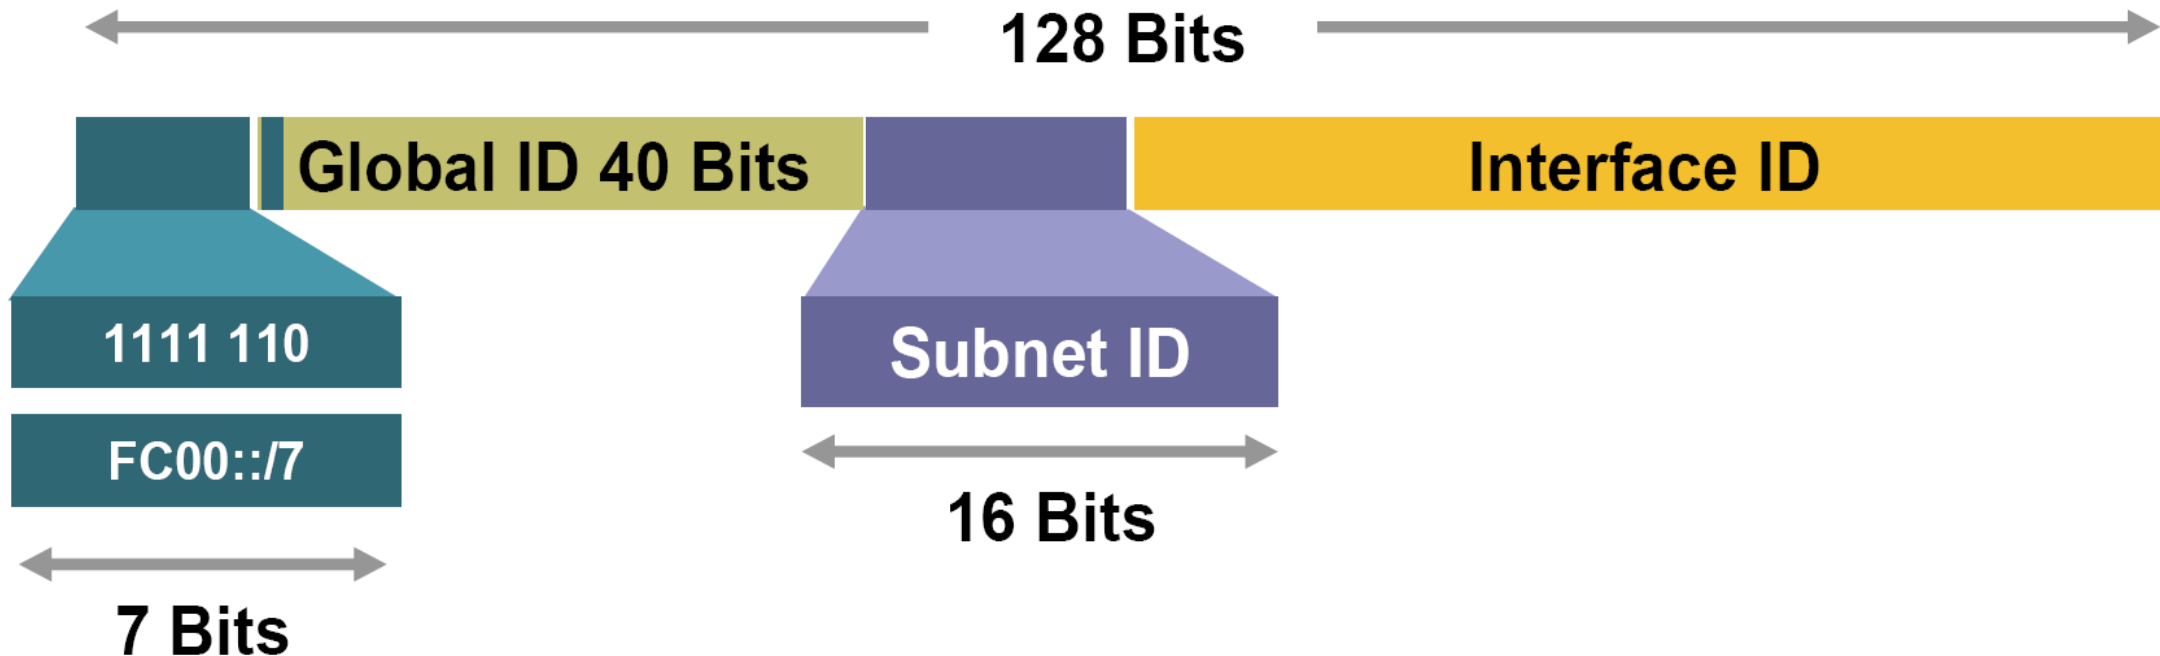 128 Bits
Global ID 40 Bits
Interface ID
1111 110
Subnet ID
FC00::/7
16 Bits
7 Bits